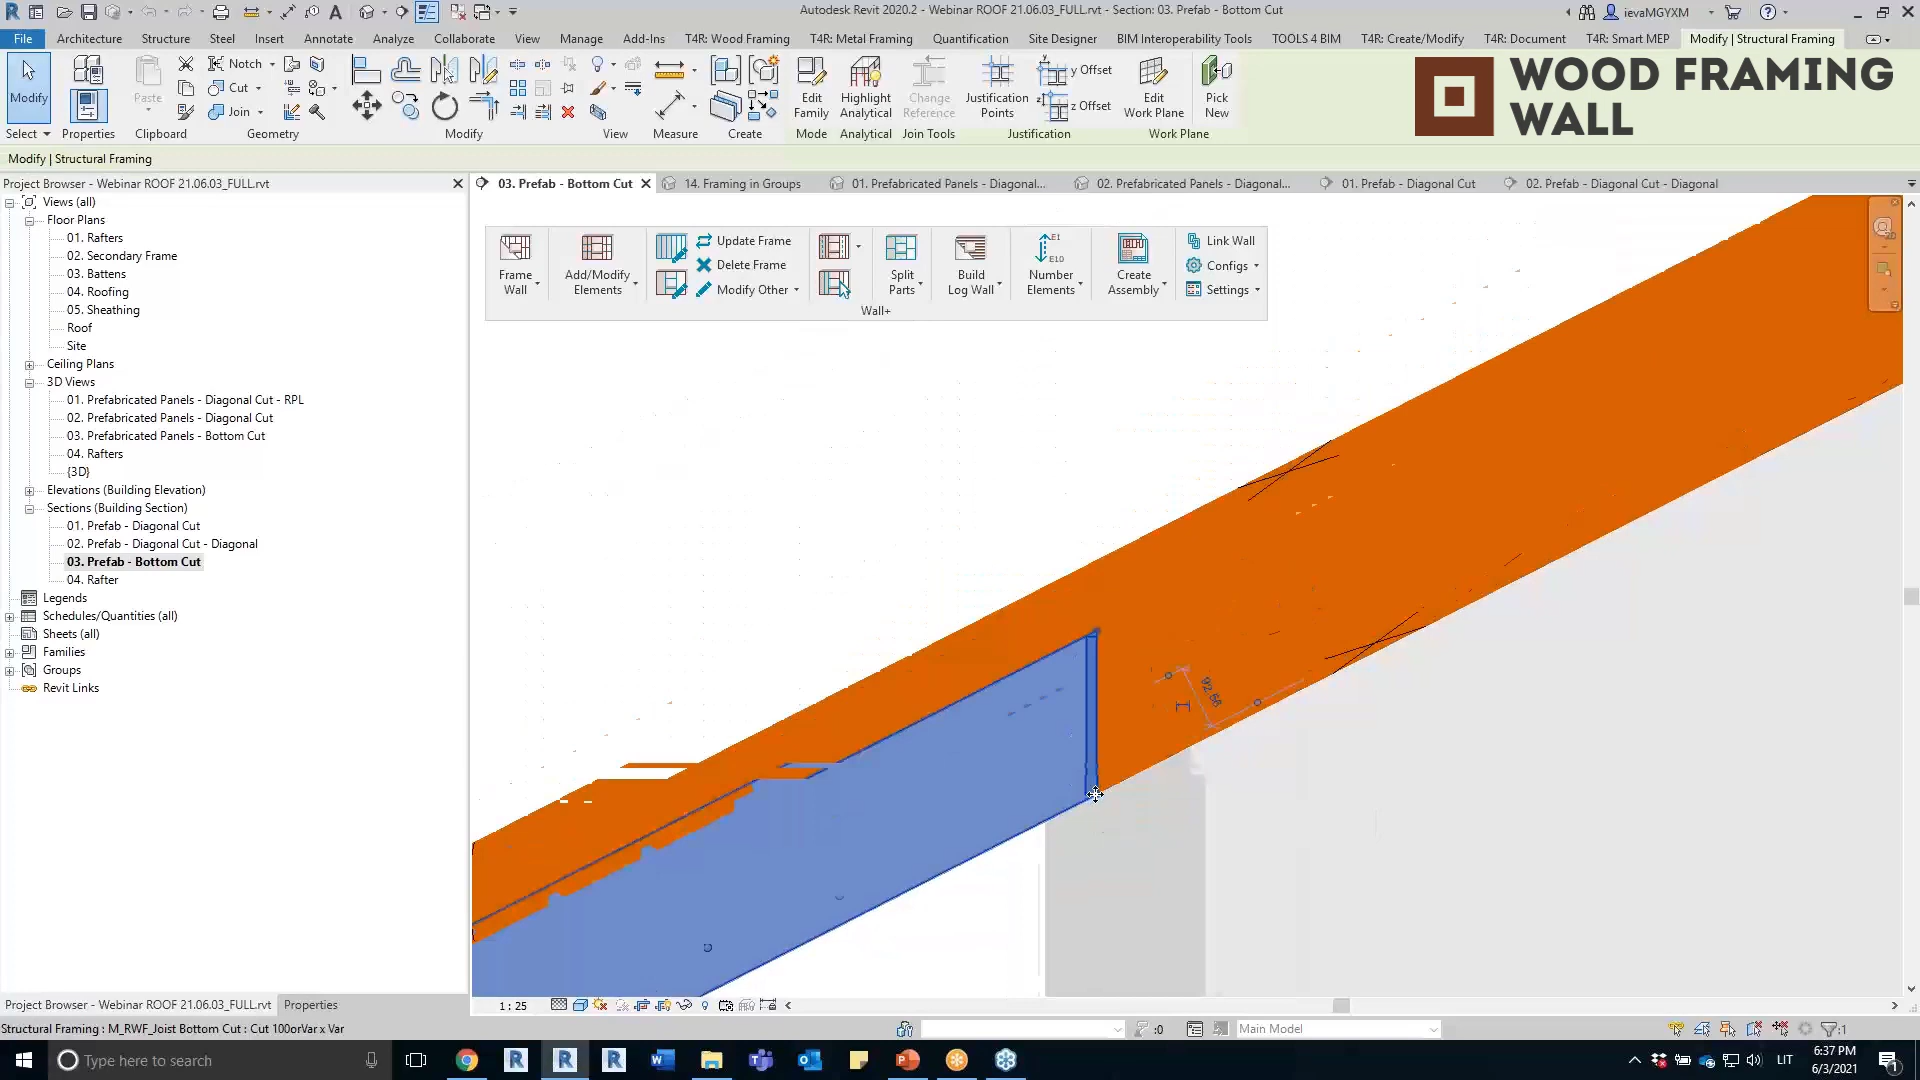 Autodesk Revit 2020.2 - Webinar ROOF 21.06.03_FULL.rvt - Section: 03. Prefab - Bottom Cut
ievaMGYXM
File Architecture Structure Steel Insert Annotate Analyze Collaborate View Manage Add-Ins T4R: Wood Framing T4R: Metal Framing Quantification Site Designer BIM Interoperability Tools TOOLS 4 BIM T4R: Create/Modify T4R: Document T4R: Smart MEP Modify | Structural Framing
Modify
Paste
Notch
Cut
Join
Edit Family
Highlight Analytical
Change Reference
Justification Points
y Offset
z Offset
Edit Work Plane
Pick New
Select Properties Clipboard Geometry Modify View Measure Create Mode Analytical Join Tools Justification Work Plane
WOOD FRAMING
WALL
Modify | Structural Framing
Project Browser - Webinar ROOF 21.06.03_FULL.rvt
03. Prefab - Bottom Cut
14. Framing in Groups
01. Prefabricated Panels - Diagonal...
02. Prefabricated Panels - Diagonal...
01. Prefab - Diagonal Cut
02. Prefab - Diagonal Cut - Diagonal
Views (all)
Floor Plans
01. Rafters
02. Secondary Frame
03. Battens
04. Roofing
05. Sheathing
Roof
Site
Ceiling Plans
3D Views
01. Prefabricated Panels - Diagonal Cut - RPL
02. Prefabricated Panels - Diagonal Cut
03. Prefabricated Panels - Bottom Cut
04. Rafters
{3D}
Elevations (Building Elevation)
Sections (Building Section)
01. Prefab - Diagonal Cut
02. Prefab - Diagonal Cut - Diagonal
03. Prefab - Bottom Cut
04. Rafter
Legends
Schedules/Quantities (all)
Sheets (all)
Families
Groups
Revit Links
Frame Wall
Add/Modify Elements
Update Frame
Delete Frame
Modify Other
Split Parts
Build Log Wall
E1
E10
Number Elements
Create Assembly
Link Wall
Configs
Settings
Wall+
Project Browser - Webinar ROOF 21.06.03_FULL.rvt
Properties
1 : 25
Structural Framing : M_RWF_Joist Bottom Cut : Cut 100orVar x Var
:0
Main Model
:1
Type here to search
LIT
6:37 PM
6/3/2021
1